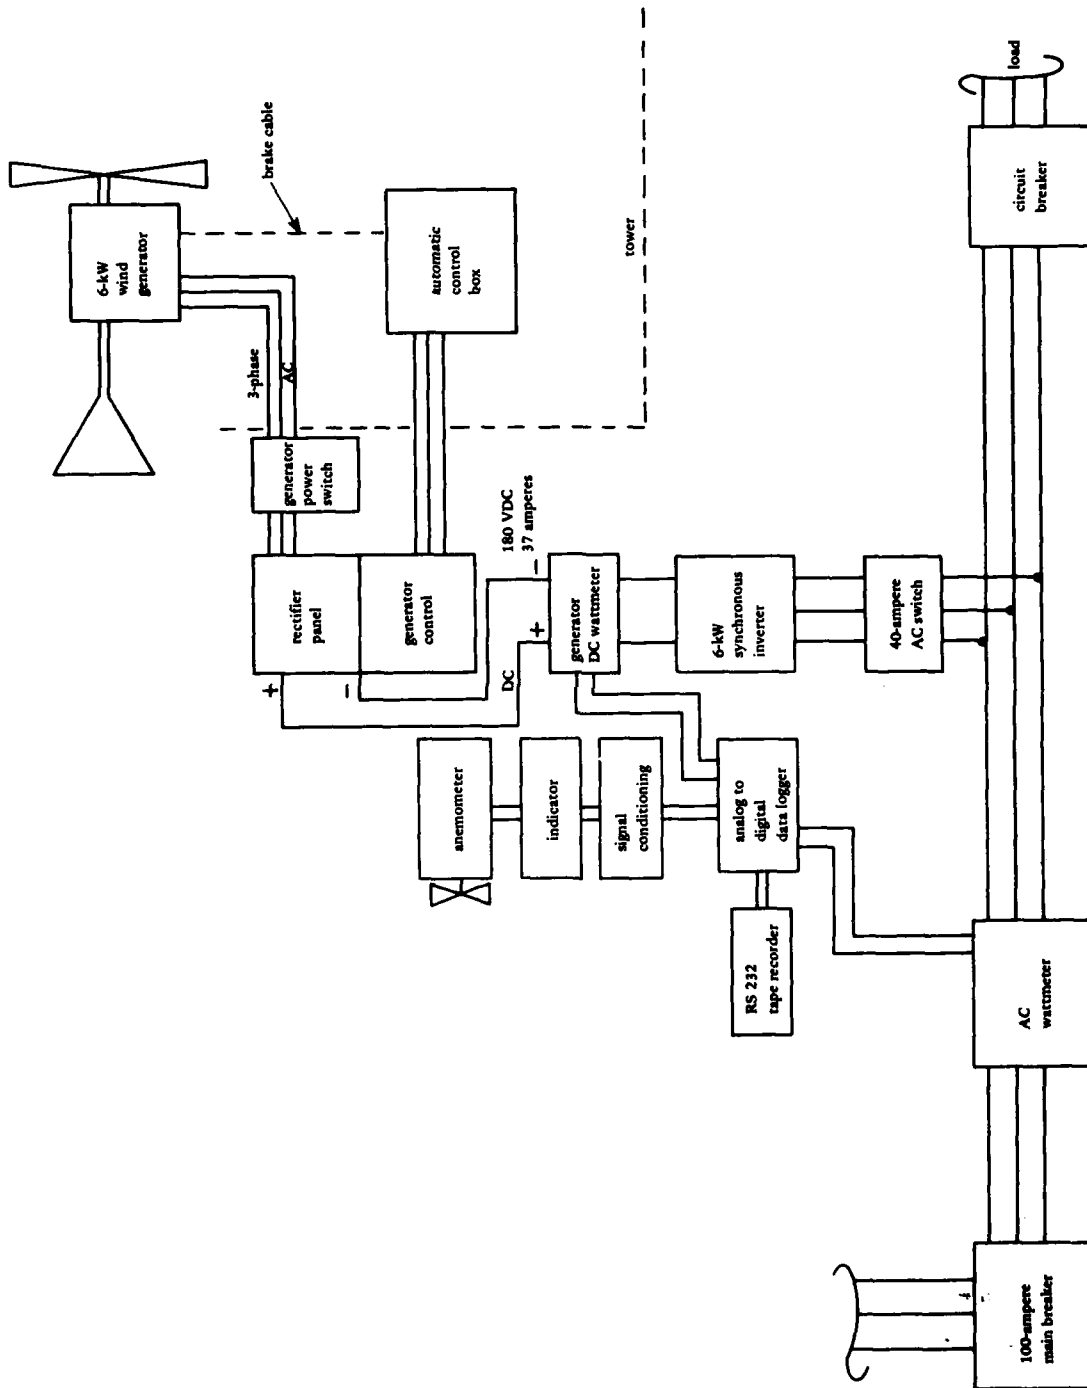 6-kW
wind
generator
brake cable
3-phase
AC
automatic
control
box
tower
generator
power
switch
rectifier
panel
generator
control
+
−
DC
180 VDC
37 amperes
+
−
generator
DC wattmeter
6-kW
synchronous
inverter
40-ampere
AC switch
anemometer
indicator
signal
conditioning
analog to
digital
data logger
RS 232
tape recorder
load
circuit
breaker
AC
wattmeter
100-ampere
main breaker